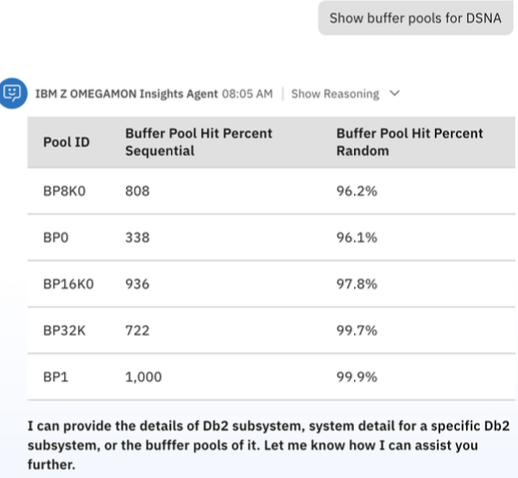 Show buffer pools for DSNA
IBM Z OMEGAMON Insights Agent 08:05 AM | Show Reasoning
Pool ID Buffer Pool Hit Percent Sequential Buffer Pool Hit Percent Random
BP8K0 808 96.2%
BP0 338 96.1%
BP16K0 936 97.8%
BP32K 722 99.7%
BP1 1,000 99.9%
I can provide the details of Db2 subsystem, system detail for a specific Db2
subsystem, or the bufffer pools of it. Let me know how I can assist you
further.